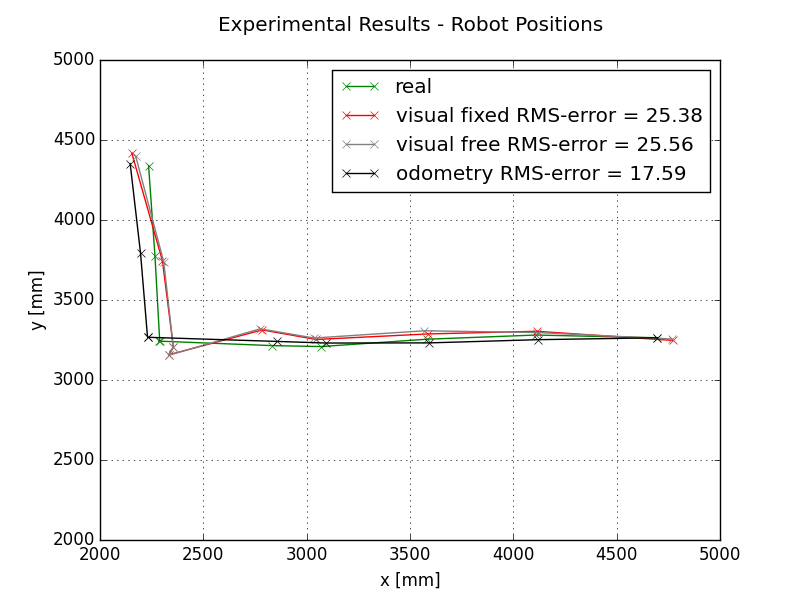 Experimental Results - Robot Positions
real
visual fixed RMS-error = 25.38
visual free RMS-error = 25.56
odometry RMS-error = 17.59
5000
4500
4000
3500
3000
2500
2000
y [mm]
2000 2500 3000 3500 4000 4500 5000
x [mm]